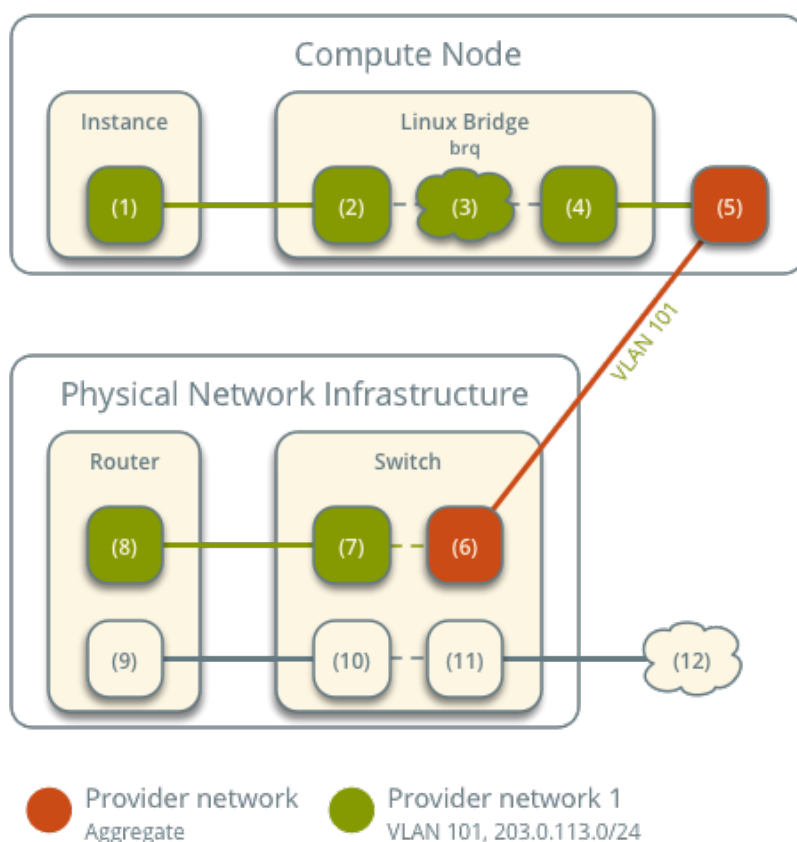 Compute Node
Instance
Linux Bridge
brq
(1)
(2)
(3)
(4)
(5)
VLAN 101
Physical Network Infrastructure
Router
Switch
(8)
(7)
(6)
(9)
(10)
(11)
(12)
Provider network
Aggregate
Provider network 1
VLAN 101, 203.0.113.0/24